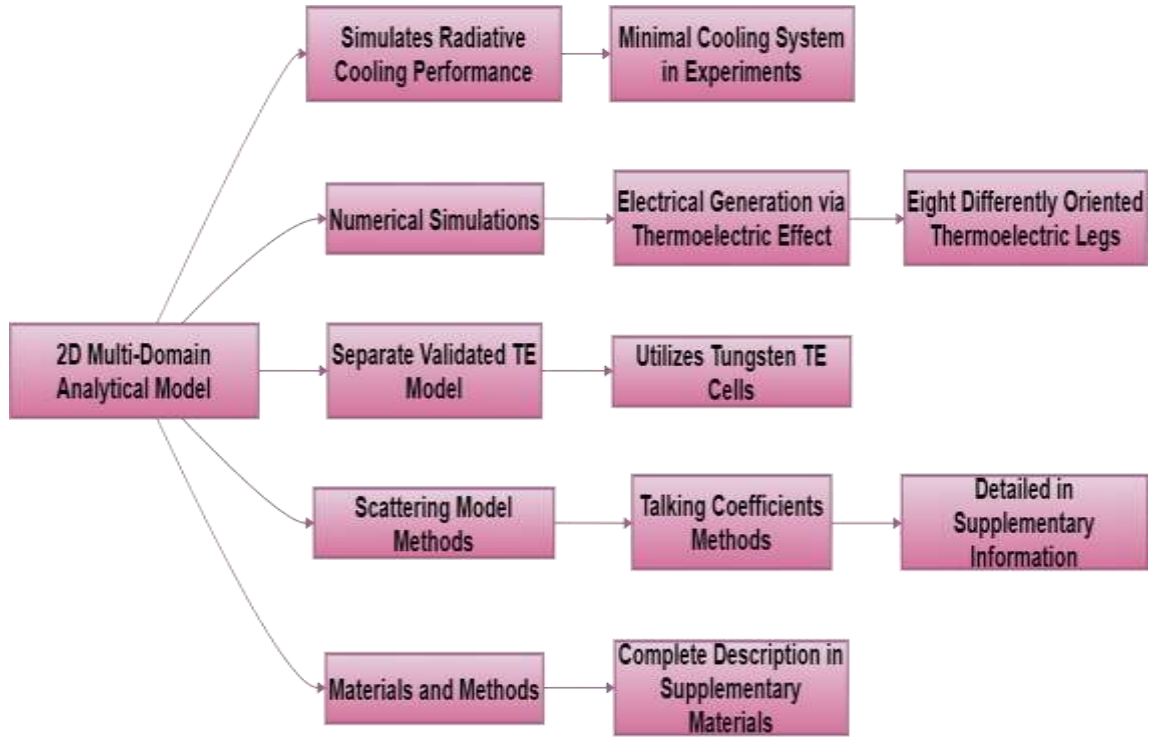 Simulates Radiative
Cooling Performance
Minimal Cooling System
in Experiments
Numerical Simulations
Electrical Generation via
Thermoelectric Effect
Eight Differently Oriented
Thermoelectric Legs
2D Multi-Domain
Analytical Model
Separate Validated TE
Model
Utilizes Tungsten TE
Cells
Scattering Model
Methods
Talking Coefficients
Methods
Detailed in
Supplementary
Information
Materials and Methods
Complete Description in
Supplementary
Materials